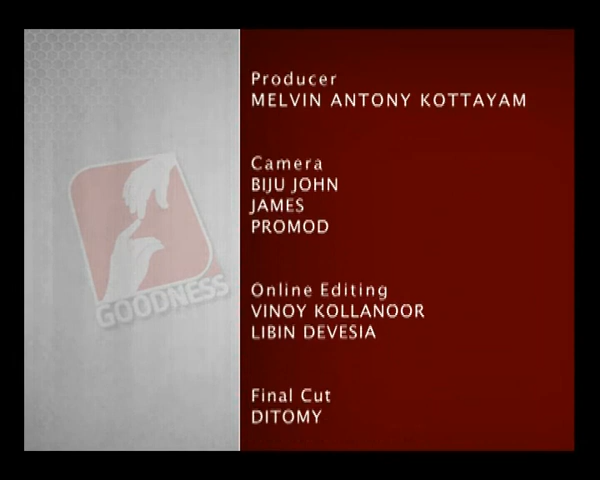 Producer
MELVIN ANTONY KOTTAYAM
Camera
BIJU JOHN
JAMES
PROMOD
Online Editing
VINOY KOLLANOOR
LIBIN DEVESIA
Final Cut
DITOMY
GOODNESS